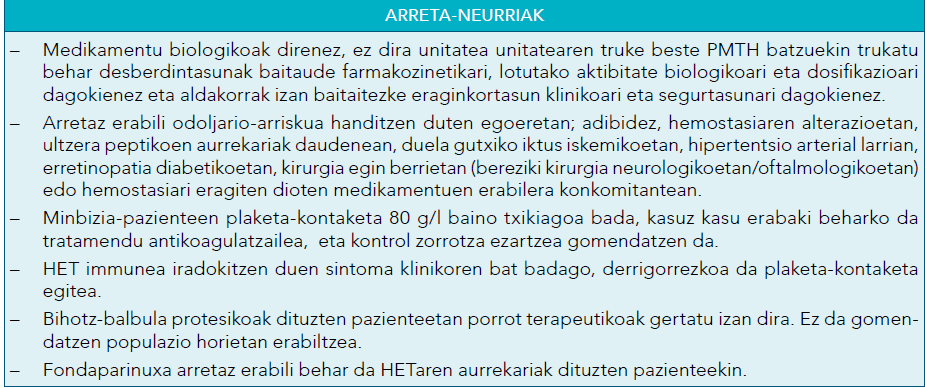 ARRETA-NEURRIAK
– Medikamentu biologikoak direnez, ez dira unitatea unitatearen truke beste PMTH batzuekin trukatu
behar desberdintasunak baitaude farmakozinetikari, lotutako aktibitate biologikoari eta dosifikazioari
dagokienez eta aldakorrak izan baitaitezke eraginkortasun klinikoari eta segurtasunari dagokienez.
– Arretaz erabili odoljario-arriskua handitzen duten egoeretan; adibidez, hemostasiaren alterazioetan,
ultzera peptikoen aurrekariak daudenean, duela gutxiko iktus iskemikoetan, hipertentsio arterial larrian,
erretinopatia diabetikoetan, kirurgia egin berrietan (bereziki kirurgia neurologikoetan/oftalmologikoetan)
edo hemostasiari eragiten dioten medikamentuen erabilera konkomitantean.
– Minbizia-pazienteen plaketa-kontaketa 80 g/l baino txikiagoa bada, kasuz kasu erabaki beharko da
tratamendu antikoagulatzailea, eta kontrol zorrotza ezartzea gomendatzen da.
– HET immunea iradokitzen duen sintoma klinikoren bat badago, derrigorrezkoa da plaketa-kontaketa
egitea.
– Bihotz-balbula protesikoak dituzten pazienteetan porrot terapeutikoak gertatu izan dira. Ez da gomen-
datzen populazio horietan erabiltzea.
– Fondaparinuxa arretaz erabili behar da HETaren aurrekariak dituzten pazienteekin.